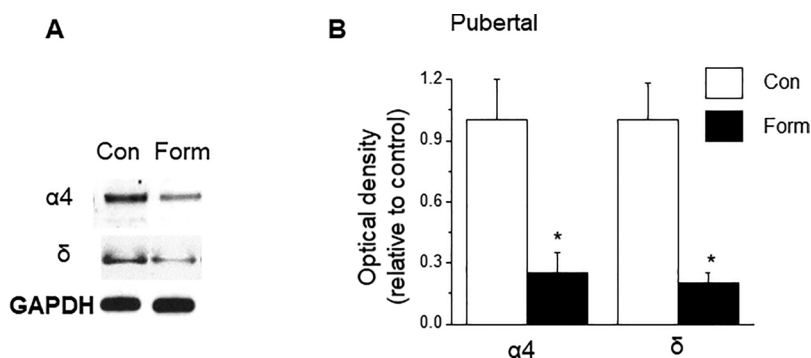 A
Con Form
α4
δ
GAPDH
B
Pubertal
Optical density
(relative to control)
1.2
0.9
0.6
0.3
0.0
*
*
α4 δ
Con
Form